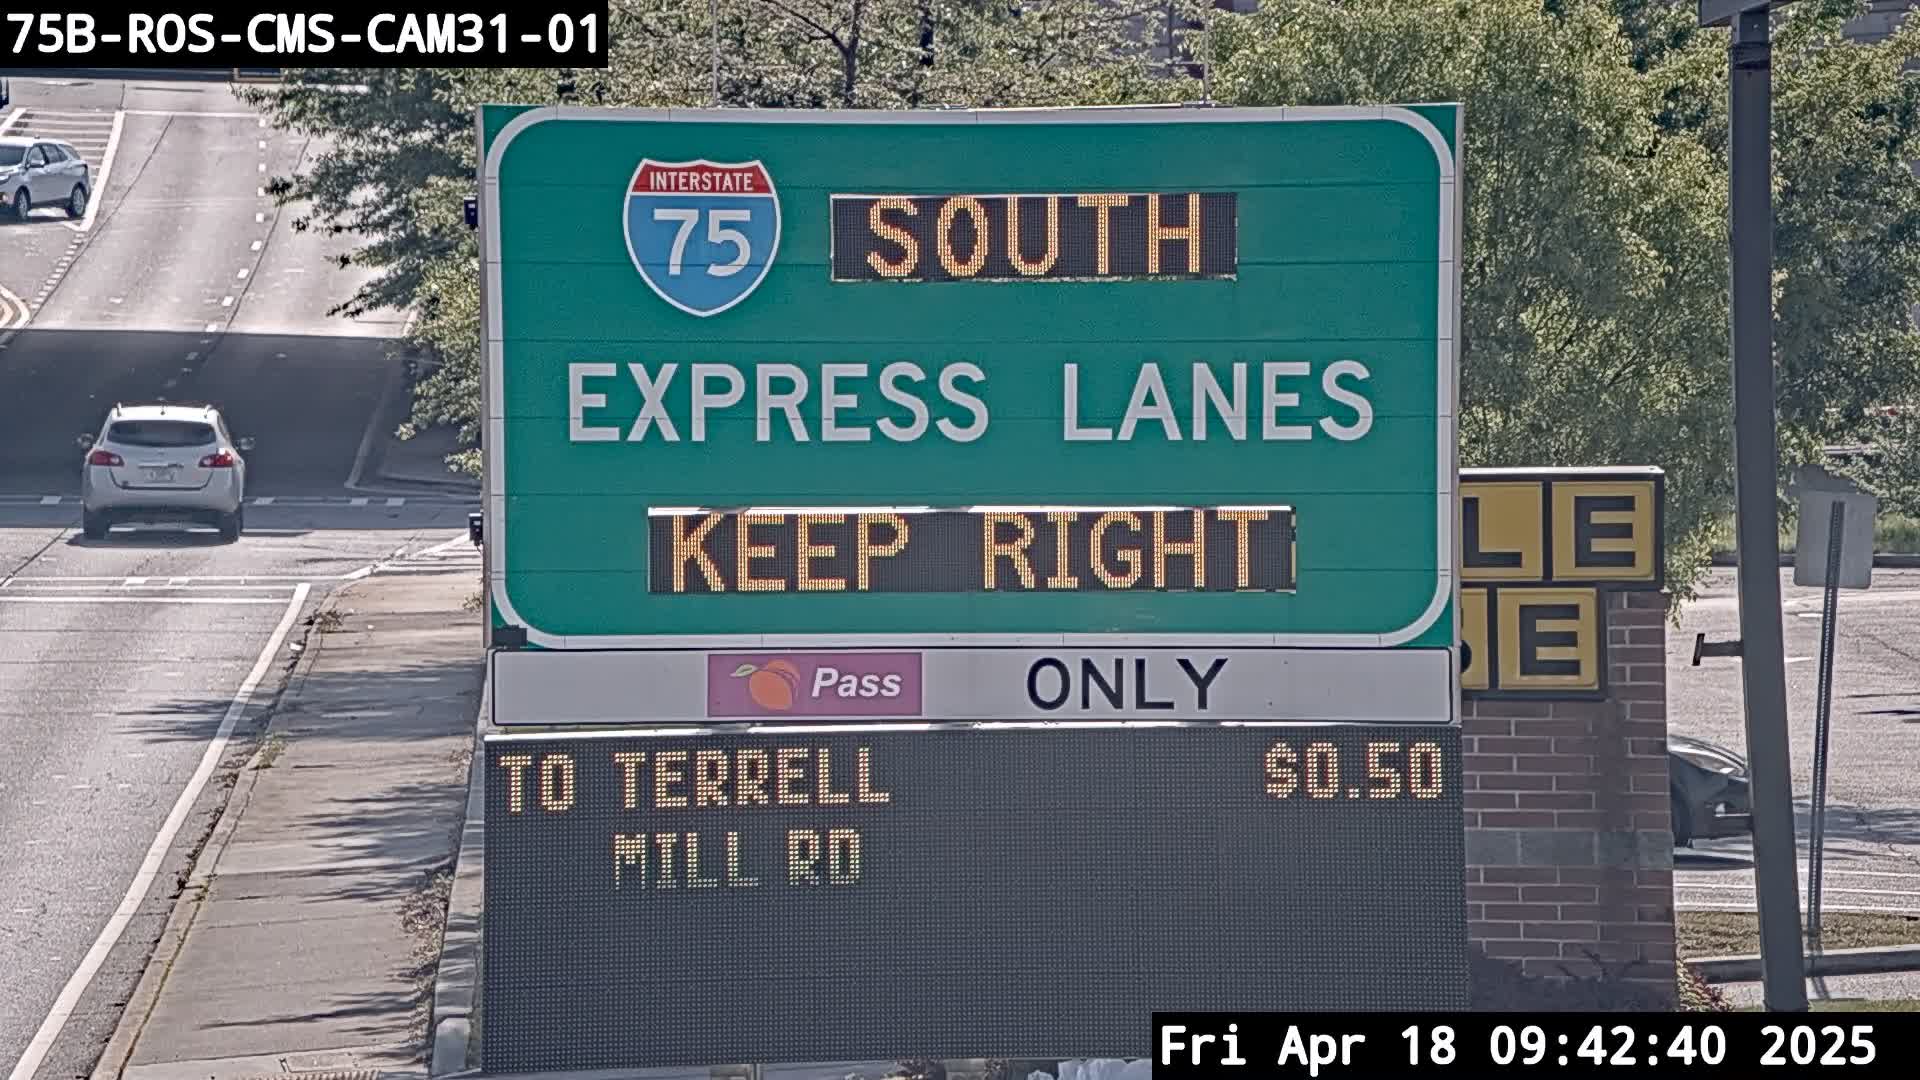 75B-ROS-CMS-CAM31-01
INTERSTATE
75
SOUTH
EXPRESS LANES
KEEP RIGHT
LE
E
Pass ONLY
TO TERRELL $0.50
MILL RD
Fri Apr 18 09:42:40 2025